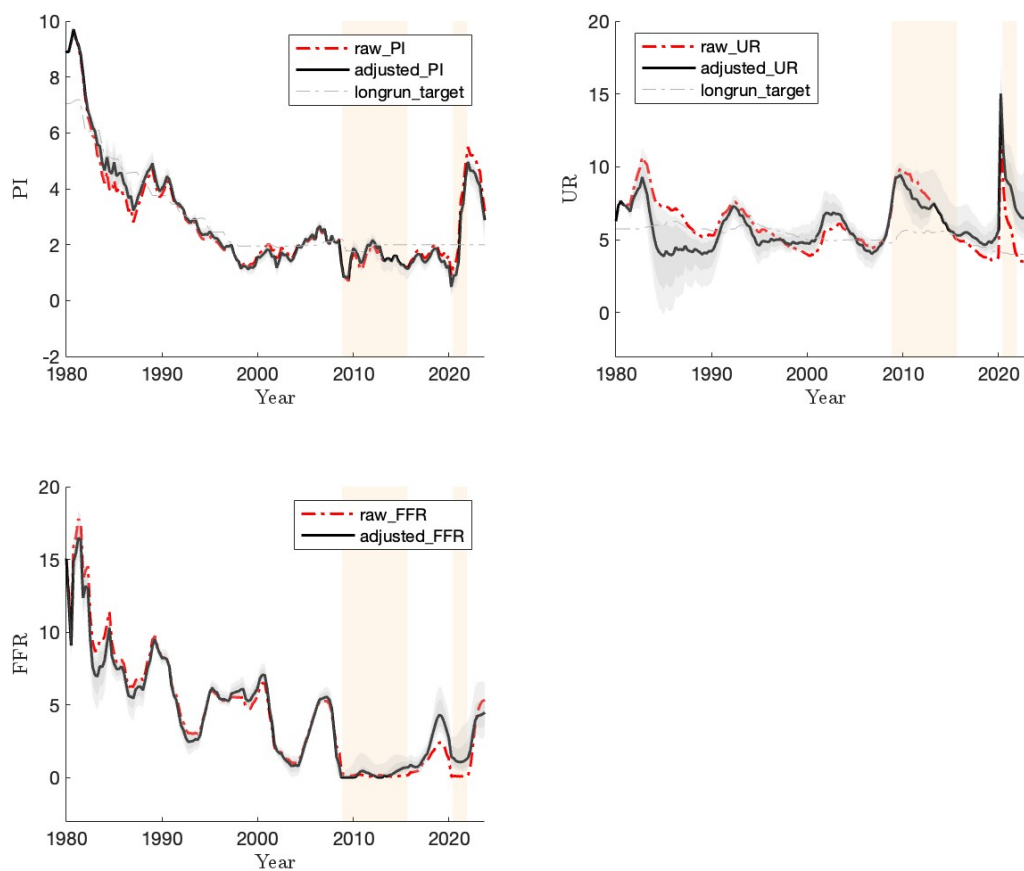 10
8
6
4
2
0
-2
PI
raw_PI
adjusted_PI
longrun_target
1980
1990
2000
2010
2020
Year
20
15
10
5
0
UR
raw_UR
adjusted_UR
longrun_target
1980
1990
2000
2010
2020
Year
20
15
10
5
0
FFR
raw_FFR
adjusted_FFR
1980
1990
2000
2010
2020
Year